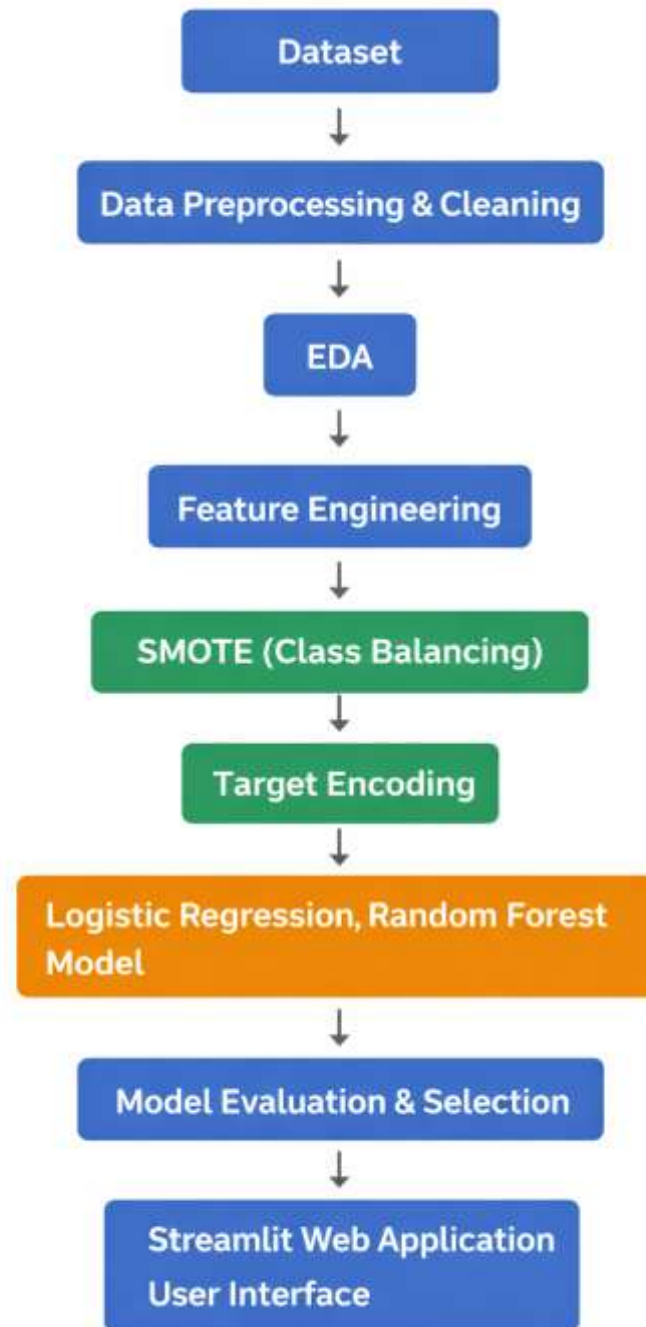 Dataset
Data Preprocessing & Cleaning
EDA
Feature Engineering
SMOTE (Class Balancing)
Target Encoding
Logistic Regression, Random Forest
Model
Model Evaluation & Selection
Streamlit Web Application
User Interface